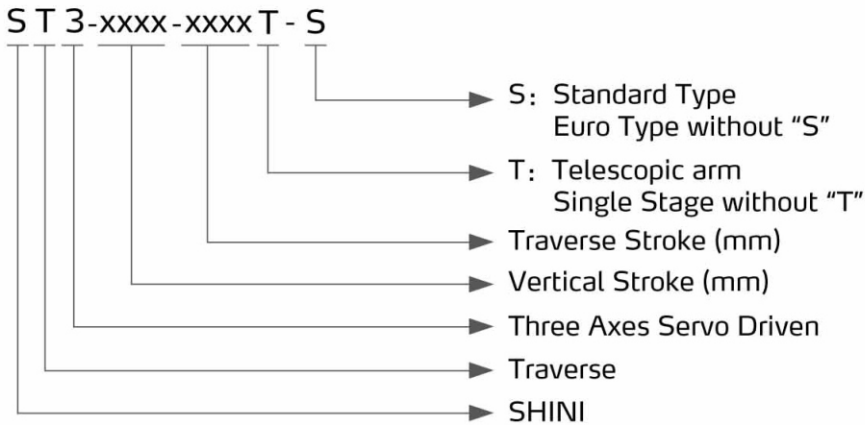 S T 3-xxxx-xxxx T - S
S: Standard Type
Euro Type without “S”
T: Telescopic arm
Single Stage without “T”
Traverse Stroke (mm)
Vertical Stroke (mm)
Three Axes Servo Driven
Traverse
SHINI